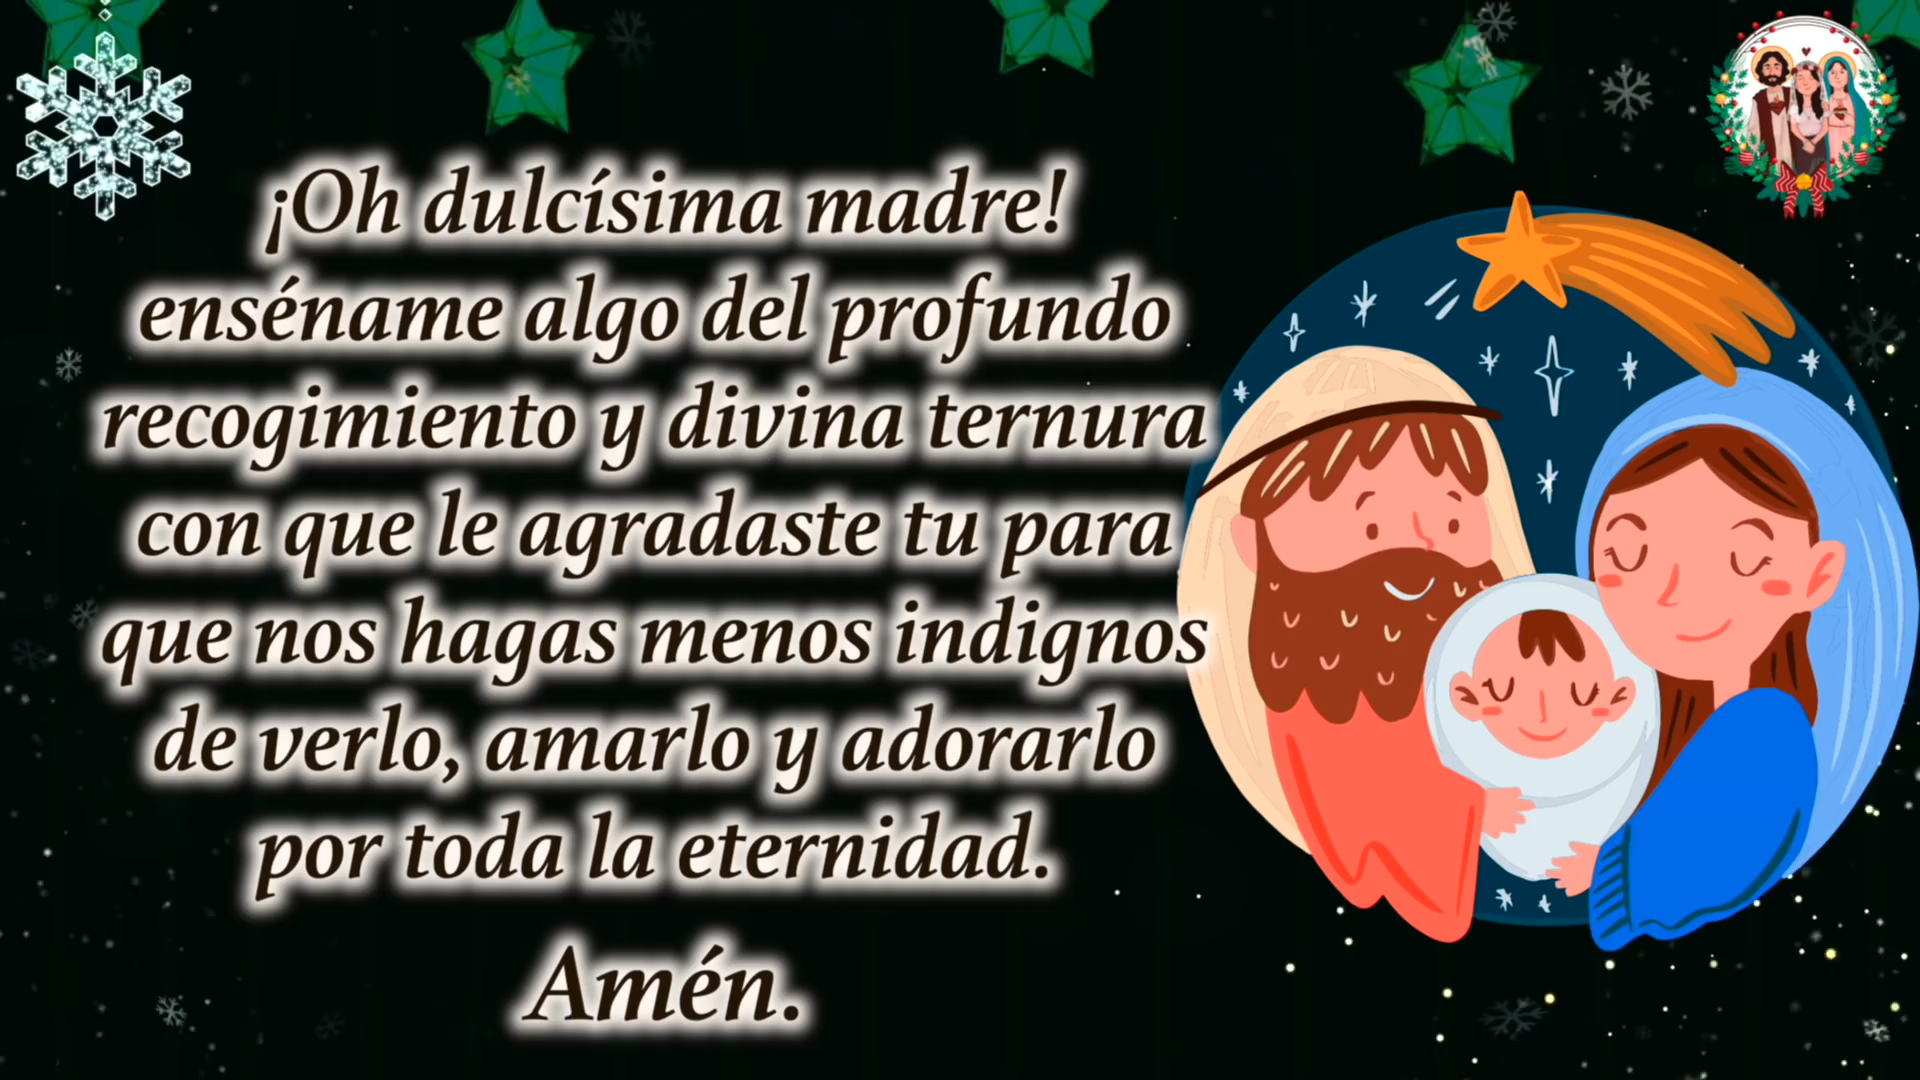 ¡Oh dulcísima madre!
enséname algo del profundo
recogimiento y divina ternura
con que le agradaste tu para
que nos hagas menos indignos
de verlo, amarlo y adorarlo
por toda la eternidad.
Amén.